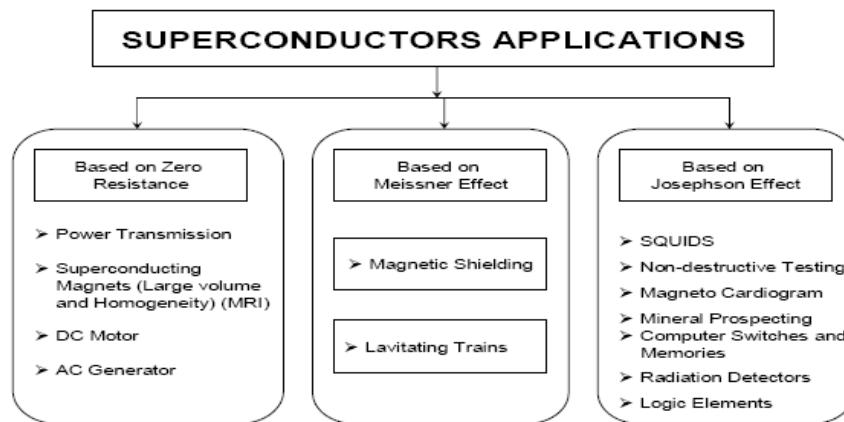 SUPERCONDUCTORS APPLICATIONS
Based on Zero
Resistance
➢ Power Transmission
➢ Superconducting
Magnets (Large volume
and Homogeneity) (MRI)
➢ DC Motor
➢ AC Generator
Based on
Meissner Effect
➢ Magnetic Shielding
➢ Lavitating Trains
Based on
Josephson Effect
➢ SQUIDS
➢ Non-destructive Testing
➢ Magneto Cardiogram
➢ Mineral Prospecting
➢ Computer Switches and
Memories
➢ Radiation Detectors
➢ Logic Elements